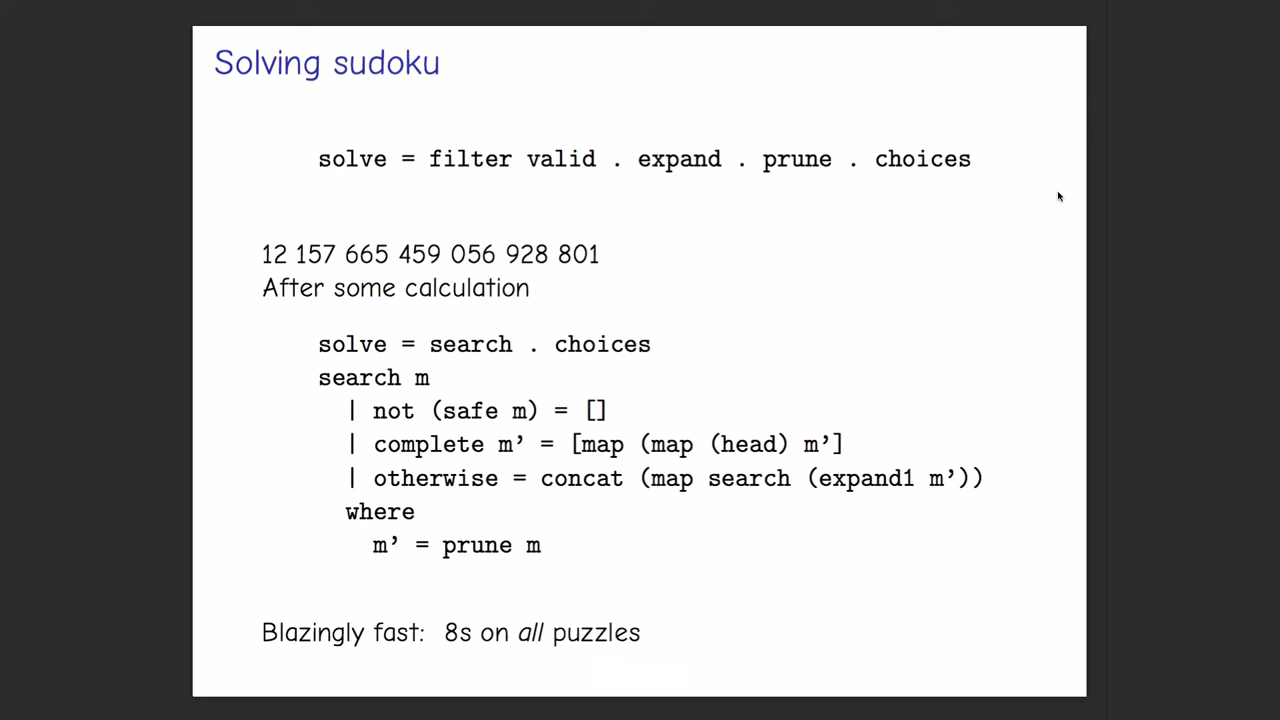 Solving sudoku
solve = filter valid . expand . prune . choices
12 157 665 459 056 928 801
After some calculation
solve = search . choices
search m
| not (safe m) = []
| complete m’ = [map (map (head) m’]
| otherwise = concat (map search (expand1 m’))
where
m’ = prune m
Blazingly fast: 8s on all puzzles